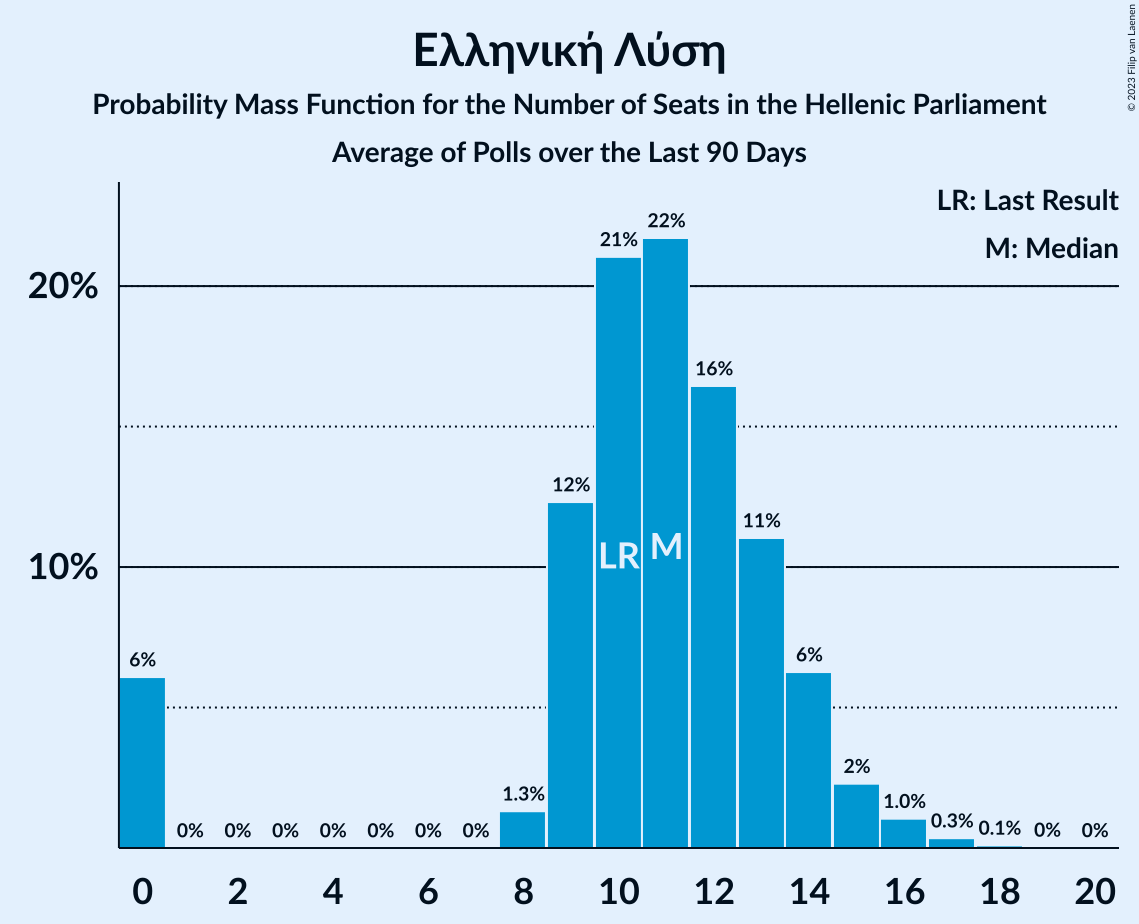 Ελληνική Λύση
Probability Mass Function for the Number of Seats in the Hellenic Parliament
Average of Polls over the Last 90 Days
© 2023 Filip van Laenen
LR: Last Result
M: Median
20%
10%
6%
0%
0%
0%
0%
0%
0%
0%
1.3%
12%
21%
22%
16%
11%
6%
2%
1.0%
0.3%
0.1%
0%
0%
LR
M
0 2 4 6 8 10 12 14 16 18 20